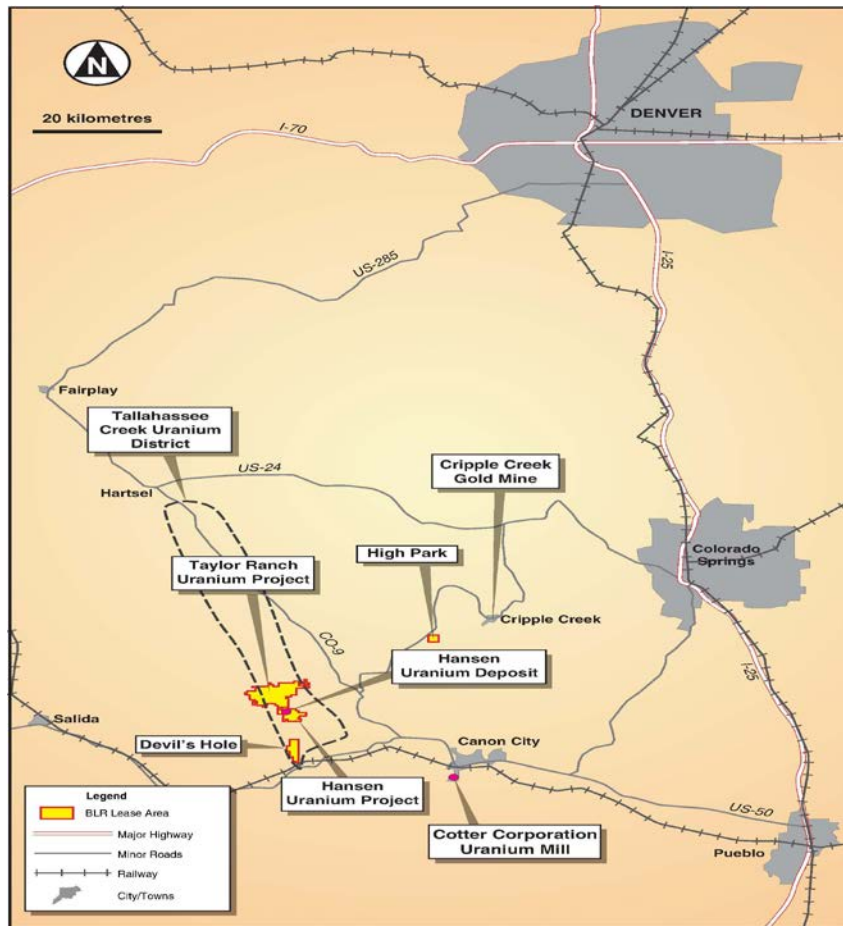 N
20 kilometres
I-70
DENVER
US-285
I-25
Fairplay
Tallahassee
Creek Uranium
District
US-24
Cripple Creek
Gold Mine
Hartsel
High Park
Colorado
Springs
Taylor Ranch
Uranium Project
Cripple Creek
CO-9
Hansen
Uranium Deposit
I-25
Salida
Devil's Hole
Canon City
Hansen
Uranium Project
US-50
Cotter Corporation
Uranium Mill
Pueblo
Legend
BLR Lease Area
Major Highway
Minor Roads
Railway
City/Towns